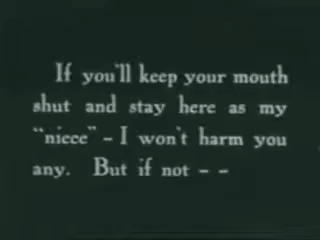 If you'll keep your mouth
shut and stay here as my
"niece" - I won't harm you
any. But if not - -